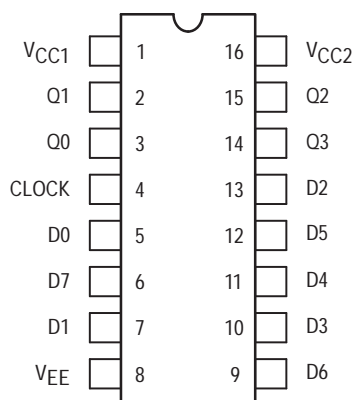 VCC1 1 16 VCC2
Q1 2 15 Q2
Q0 3 14 Q3
CLOCK 4 13 D2
D0 5 12 D5
D7 6 11 D4
D1 7 10 D3
VEE 8 9 D6